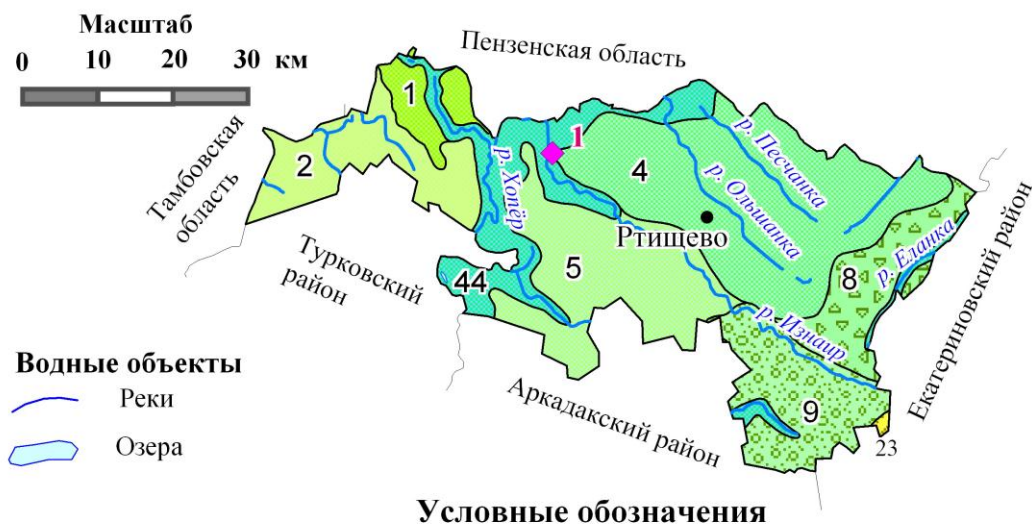 Масштаб
0 10 20 30 км
Пензенская область
Тамбовская
область
1
2
р. Хопёр
1
4
р. Песчанка
р. Ольшанка
Ртищево
Турковский
район
44
5
8
р. Еланка
Екатериновский район
р. Изнаир
Аркадакский район
9
23
Водные объекты
Реки
Озера
Условные обозначения